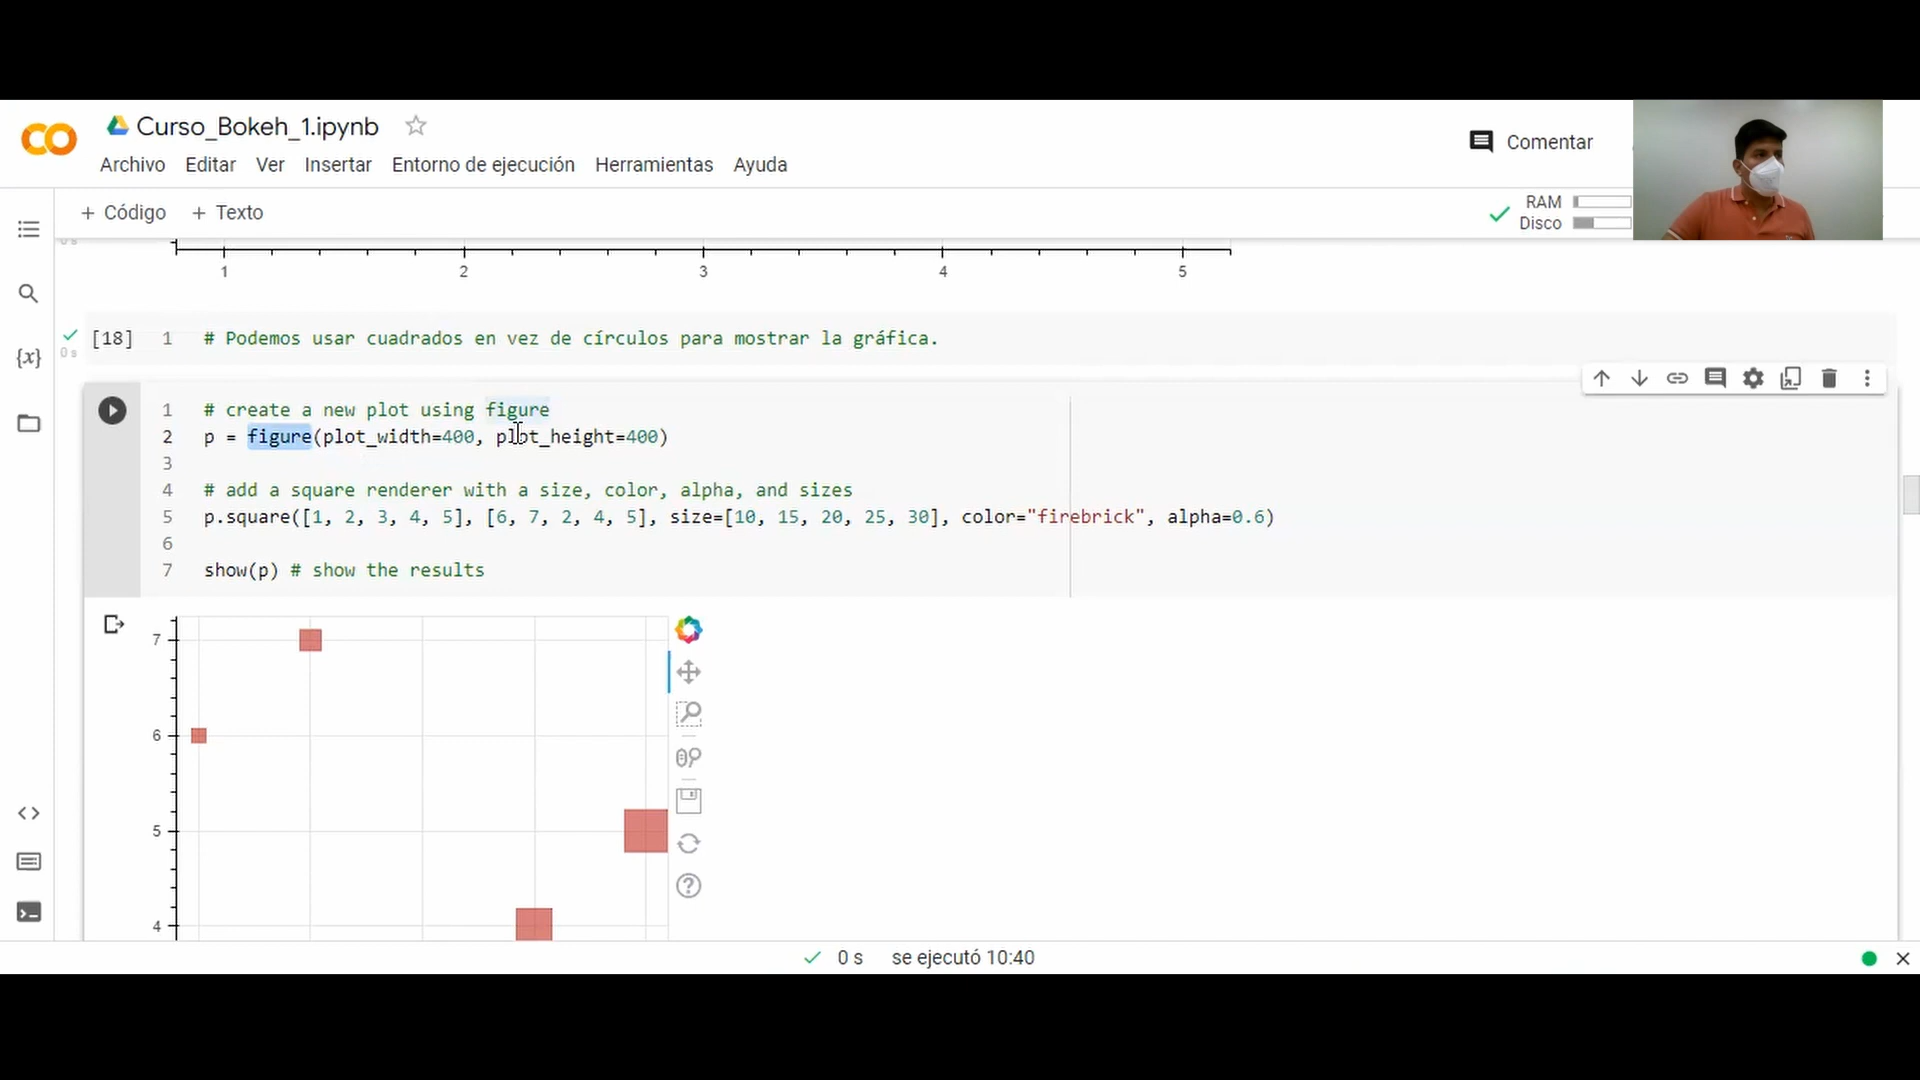 Curso_Bokeh_1.ipynb
Comentar
Archivo Editar Ver Insertar Entorno de ejecución Herramientas Ayuda
+ Código + Texto
RAM
Disco
0 s
1 2 3 4 5
[18] 1 # Podemos usar cuadrados en vez de círculos para mostrar la gráfica.
0 s
{x}
1 # create a new plot using figure
2 p = figure(plot_width=400, plot_height=400)
3
4 # add a square renderer with a size, color, alpha, and sizes
5 p.square([1, 2, 3, 4, 5], [6, 7, 2, 4, 5], size=[10, 15, 20, 25, 30], color="firebrick", alpha=0.6)
6
7 show(p) # show the results
7
6
5
4
0 s se ejecutó 10:40